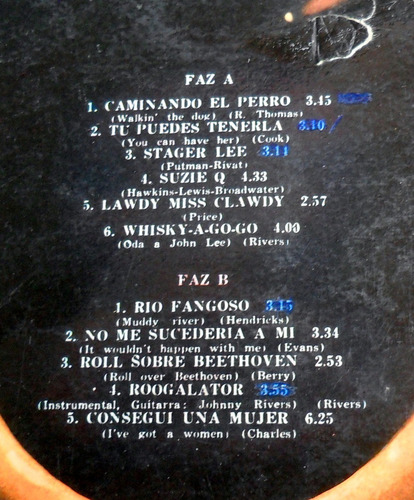 FAZ A
1. CAMINANDO EL PERRO 3.45
(Walkin' the dog) (R. Thomas)
2. TU PUEDES TENERLA 3.10
(You can have her) (Cook)
3. STAGER LEE 3.14
(Putman-Rivat)
4. SUZIE Q 4.33
(Hawkins-Lewis-Broadwater)
5. LAWDY MISS CLAWDY 2.57
(Price)
6. WHISKY-A-GO-GO 4.00
(Oda a John Lee) (Rivers)
FAZ B
1. RIO FANGOSO 3.15
(Muddy river) (Hendricks)
2. NO ME SUCEDERIA A MI 3.34
(It wouldn't happen with me) (Evans)
3. ROLL SOBRE BEETHOVEN 2.53
(Roll over Beethoven) (Berry)
4. ROOGALATOR 3.55
(Instrumental, Guitarra: Johnny Rivers) (Rivers)
5. CONSEGUI UNA MUJER 6.25
(I've got a women) (Charles)